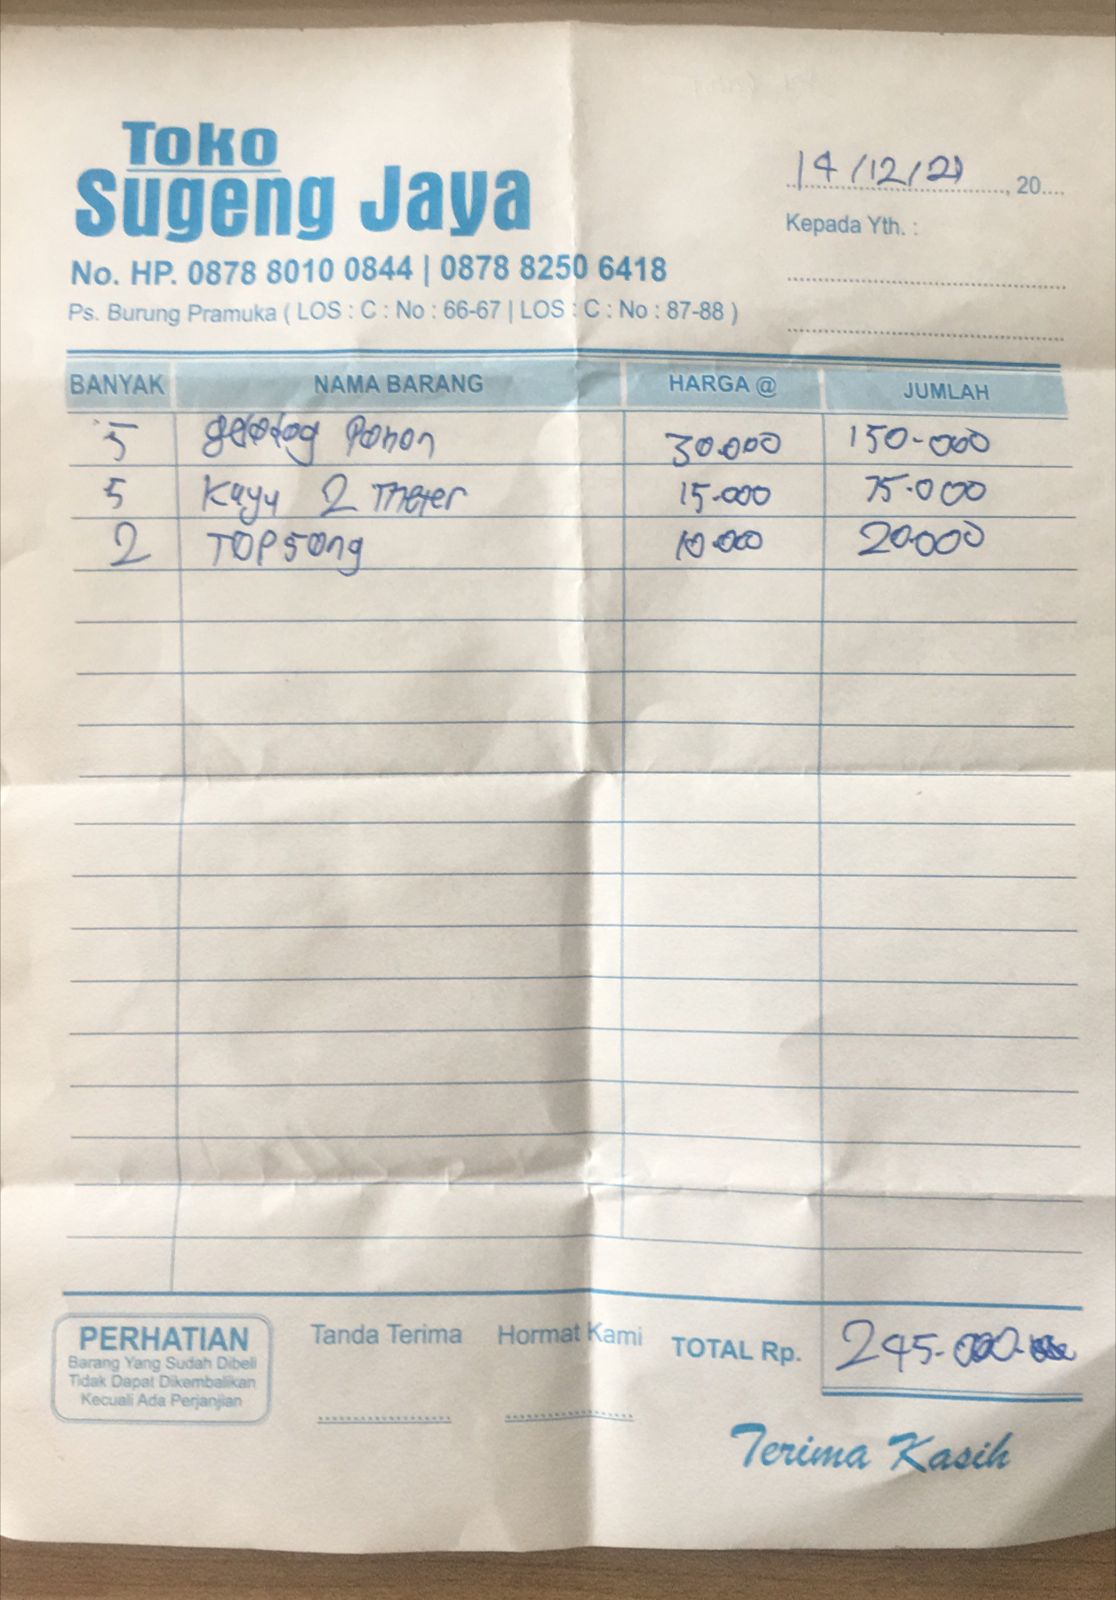 Toko
Sugeng Jaya
No. HP. 0878 8010 0844 | 0878 8250 6418
Ps. Burung Pramuka ( LOS : C : No : 66-67 | LOS : C : No : 87-88 )
14/12/21, 20....
Kepada Yth. :
BANYAK NAMA BARANG HARGA @ JUMLAH
5 Pohon 30.000 150-000
5 Kayu 2 Meter 15-000 75.000
2 TOPSONG 10.000 20.000
PERHATIAN
Barang Yang Sudah Dibeli
Tidak Dapat Dikembalikan
Kecuali Ada Perjanjian
Tanda Terima Hormat Kami TOTAL Rp. 245-000-
Terima Kasih